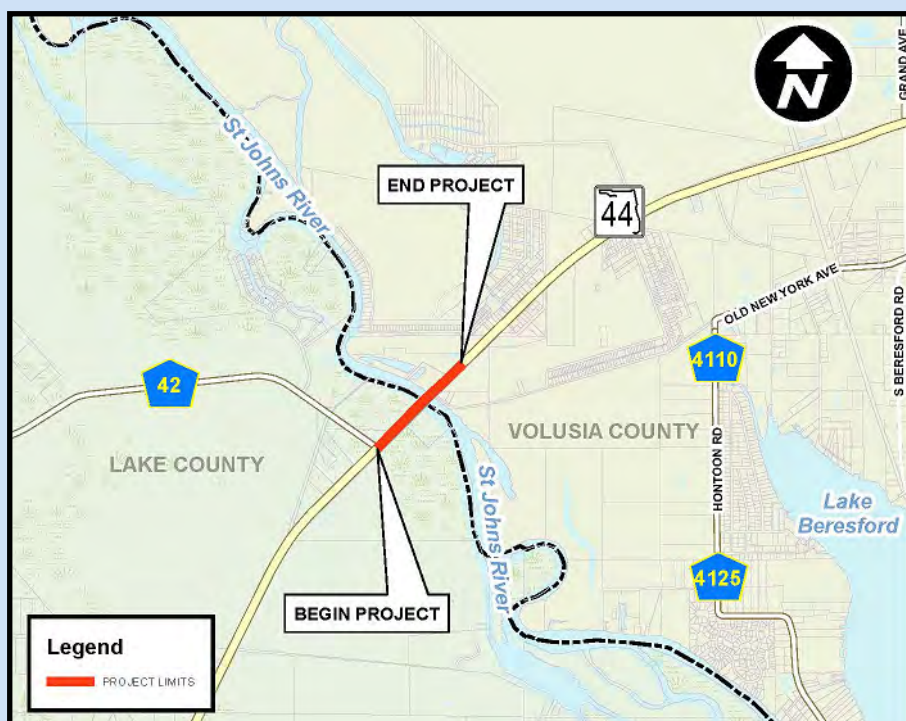 N
GRAND AVE
St Johns River
END PROJECT
44
OLD NEW YORK AVE
S BERESFORD RD
4110
42
VOLUSIA COUNTY
LAKE COUNTY
HONTOON RD
St Johns River
Lake
Beresford
4125
BEGIN PROJECT
Legend
PROJECT LIMITS